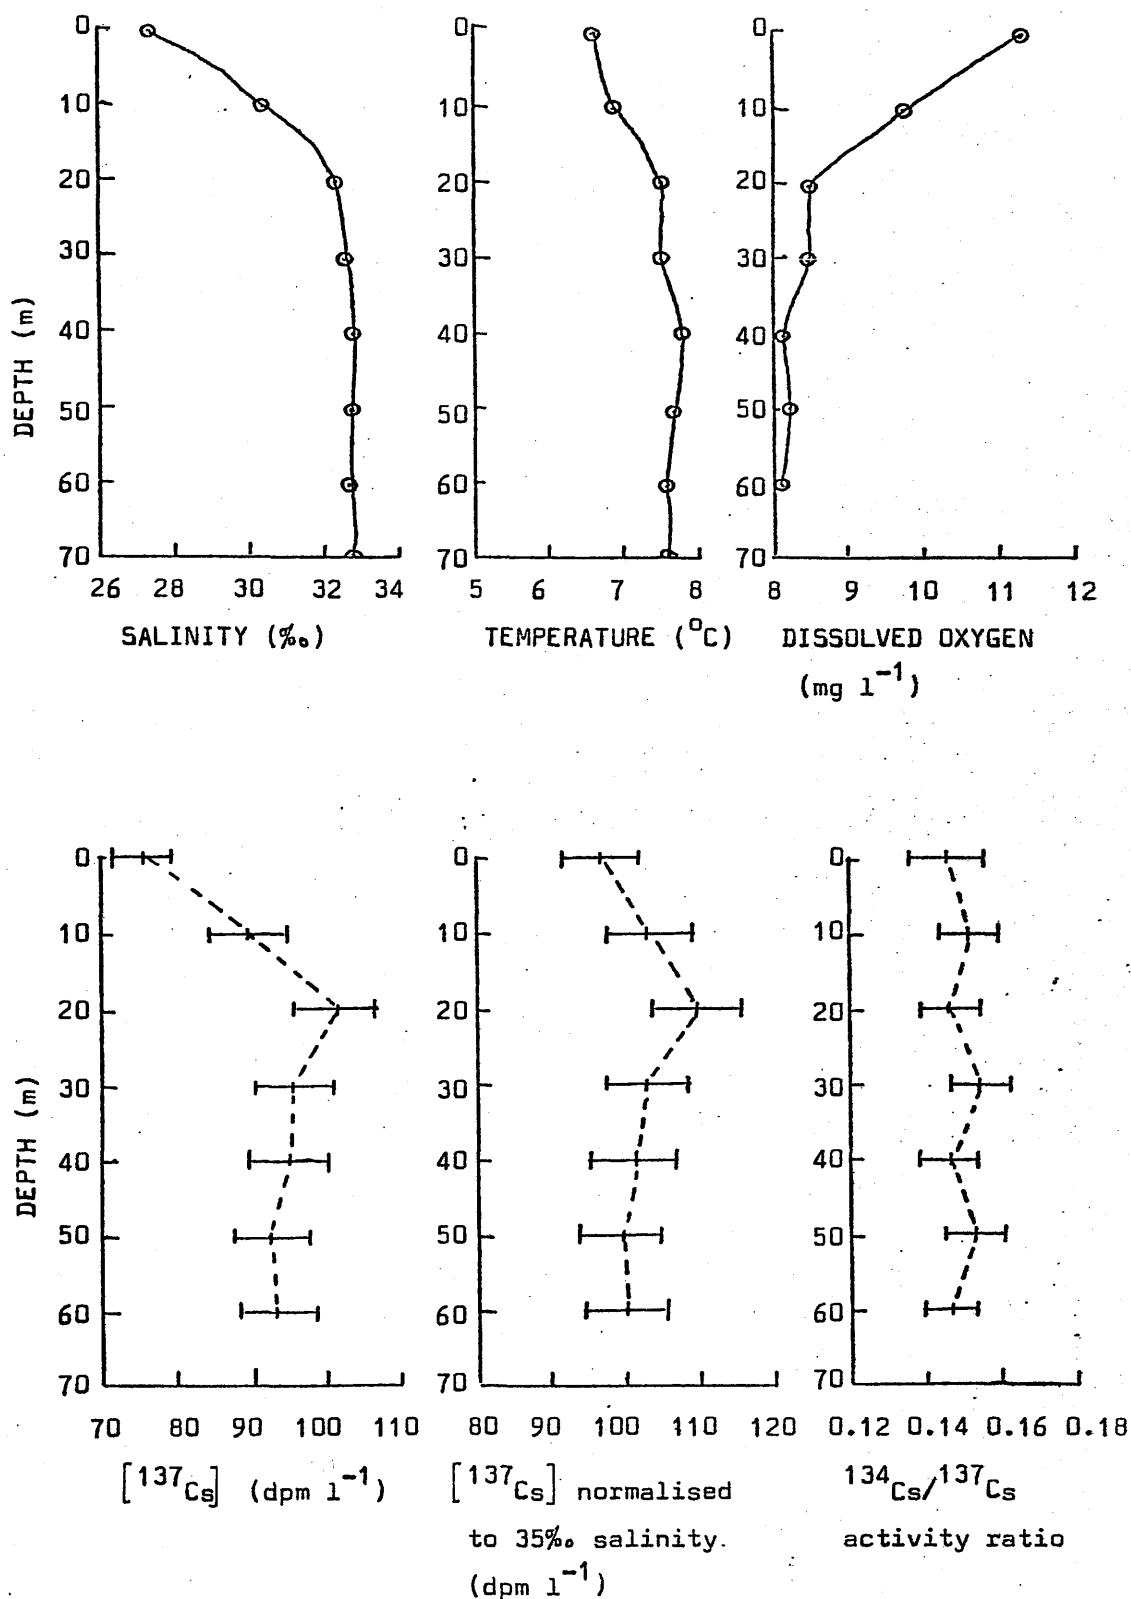 0
10
20
30
40
50
60
70
DEPTH (m)
26 28 30 32 34
SALINITY (‰)
0
10
20
30
40
50
60
70
5 6 7 8
TEMPERATURE (°C)
0
10
20
30
40
50
60
70
8 9 10 11 12
DISSOLVED OXYGEN
(mg l⁻¹)
0
10
20
30
40
50
60
70
DEPTH (m)
70 80 90 100 110
[¹³⁷Cs] (dpm l⁻¹)
0
10
20
30
40
50
60
70
80 90 100 110 120
[¹³⁷Cs] normalised
to 35‰ salinity.
(dpm l⁻¹)
0
10
20
30
40
50
60
70
0.12 0.14 0.16 0.18
¹³⁴Cs/¹³⁷Cs
activity ratio